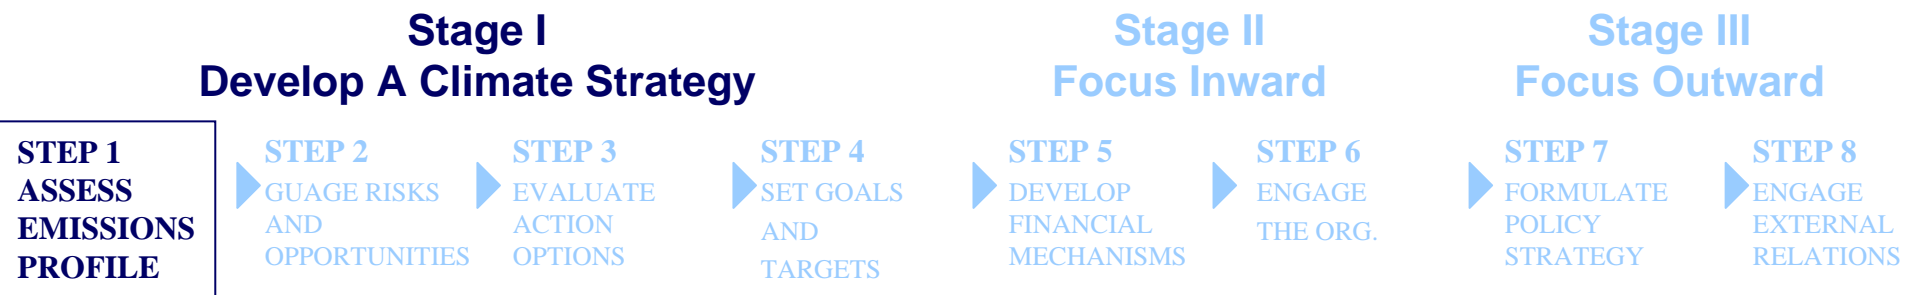 Stage I
Develop A Climate Strategy
Stage II
Focus Inward
Stage III
Focus Outward
STEP 1
ASSESS
EMISSIONS
PROFILE
STEP 2
GUAGE RISKS
AND
OPPORTUNITIES
STEP 3
EVALUATE
ACTION
OPTIONS
STEP 4
SET GOALS
AND
TARGETS
STEP 5
DEVELOP
FINANCIAL
MECHANISMS
STEP 6
ENGAGE
THE ORG.
STEP 7
FORMULATE
POLICY
STRATEGY
STEP 8
ENGAGE
EXTERNAL
RELATIONS